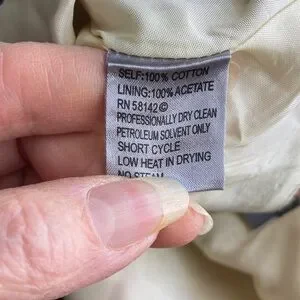 SELF:100% COTTON
LINING:100% ACETATE
RN 58142©
PROFESSIONALLY DRY CLEAN
PETROLEUM SOLVENT ONLY
SHORT CYCLE
LOW HEAT IN DRYING
NO STEAM